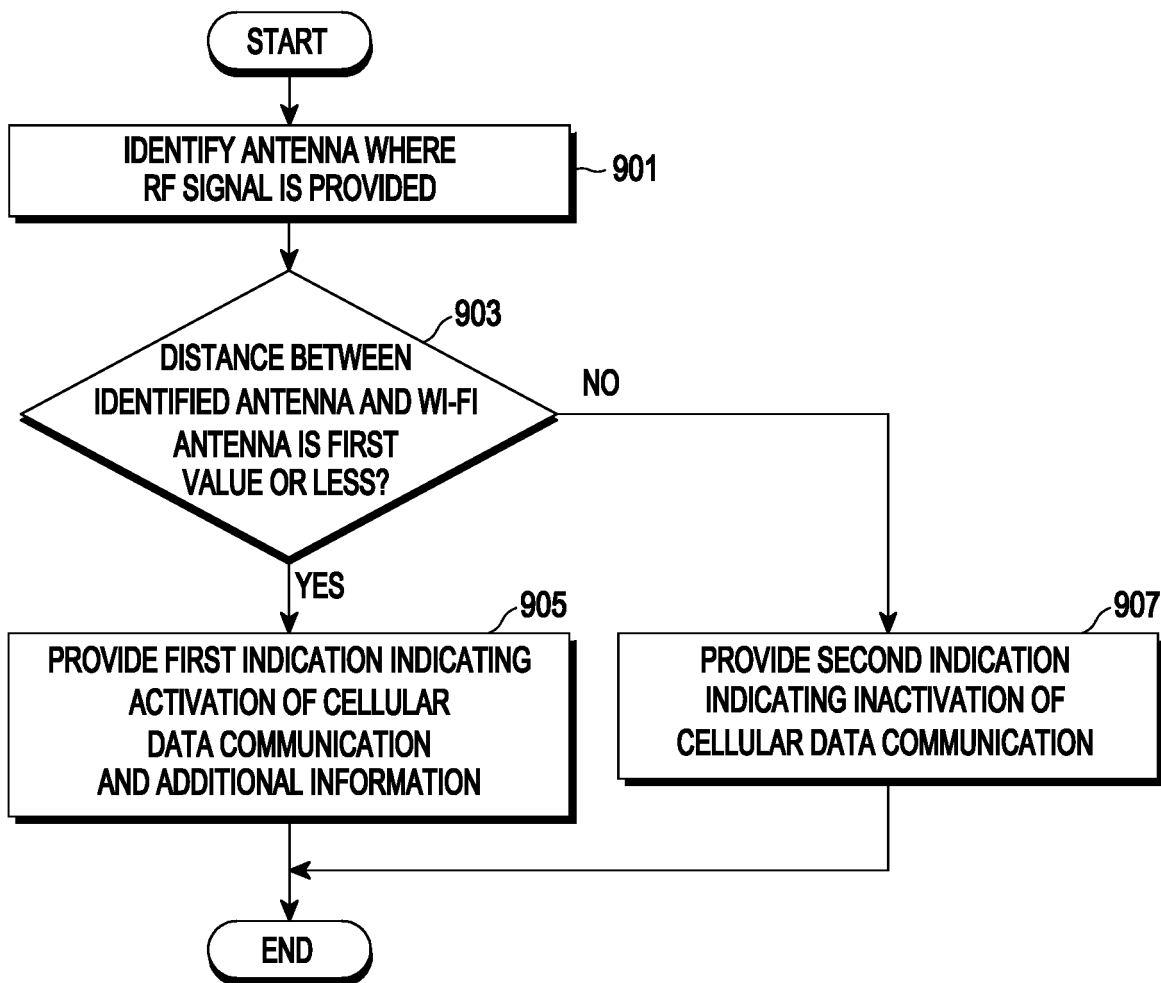 START
IDENTIFY ANTENNA WHERE
RF SIGNAL IS PROVIDED
901
903
DISTANCE BETWEEN
IDENTIFIED ANTENNA AND WI-FI
ANTENNA IS FIRST
VALUE OR LESS?
NO
YES
905
PROVIDE FIRST INDICATION INDICATING
ACTIVATION OF CELLULAR
DATA COMMUNICATION
AND ADDITIONAL INFORMATION
907
PROVIDE SECOND INDICATION
INDICATING INACTIVATION OF
CELLULAR DATA COMMUNICATION
END